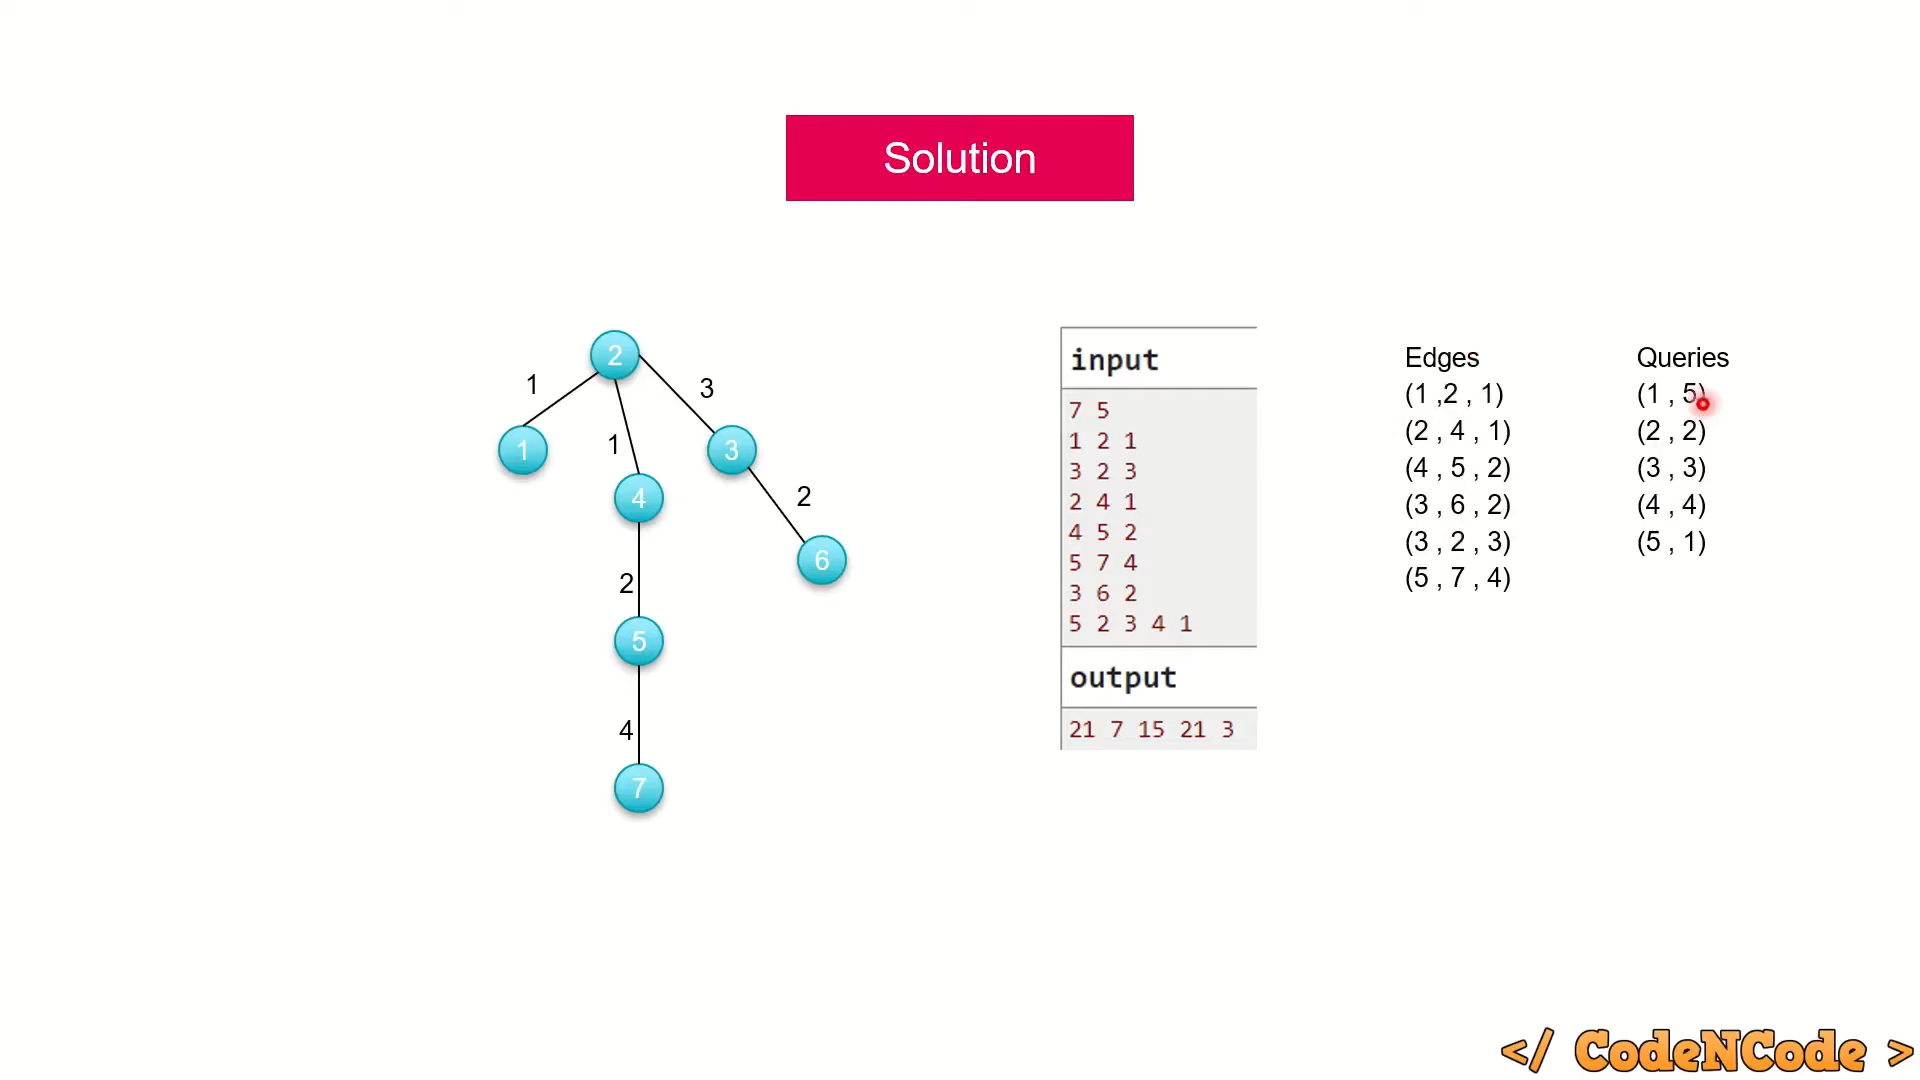 Solution
2
1
3
1
1
3
4
2
6
2
5
4
7
input
7 5
1 2 1
3 2 3
2 4 1
4 5 2
5 7 4
3 6 2
5 2 3 4 1
output
21 7 15 21 3
Edges
(1 ,2 , 1)
(2 , 4 , 1)
(4 , 5 , 2)
(3 , 6 , 2)
(3 , 2 , 3)
(5 , 7 , 4)
Queries
(1 , 5)
(2 , 2)
(3 , 3)
(4 , 4)
(5 , 1)
</ CodeNCode >